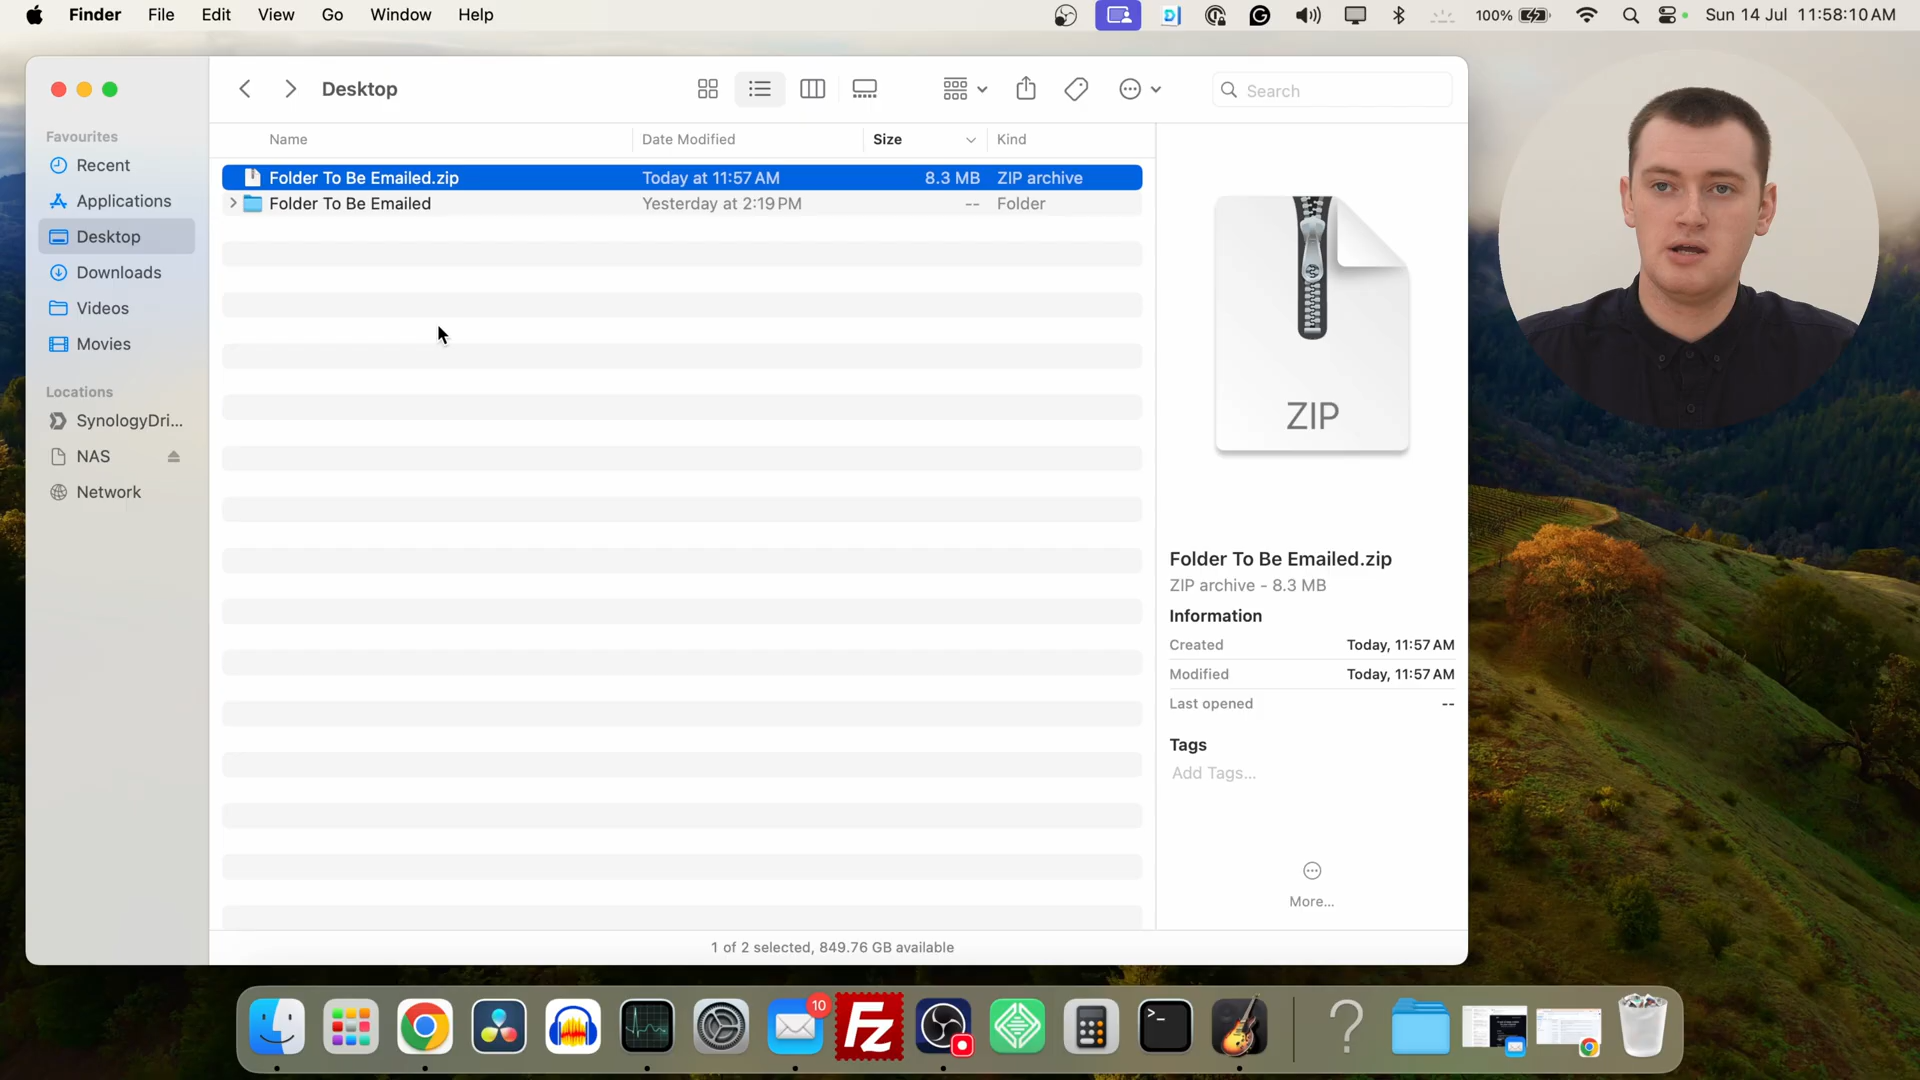 Finder File Edit View Go Window Help 100% Sun 14 Jul 11:58:10 AM
Desktop
Search
Favourites
Recent
Applications
Desktop
Downloads
Videos
Movies
Locations
SynologyDri...
NAS
Network
Name Date Modified Size Kind
Folder To Be Emailed.zip Today at 11:57 AM 8.3 MB ZIP archive
Folder To Be Emailed Yesterday at 2:19 PM -- Folder
ZIP
Folder To Be Emailed.zip
ZIP archive - 8.3 MB
Information
Created Today, 11:57 AM
Modified Today, 11:57 AM
Last opened --
Tags
Add Tags...
More...
1 of 2 selected, 849.76 GB available
10
Fz
>_
?